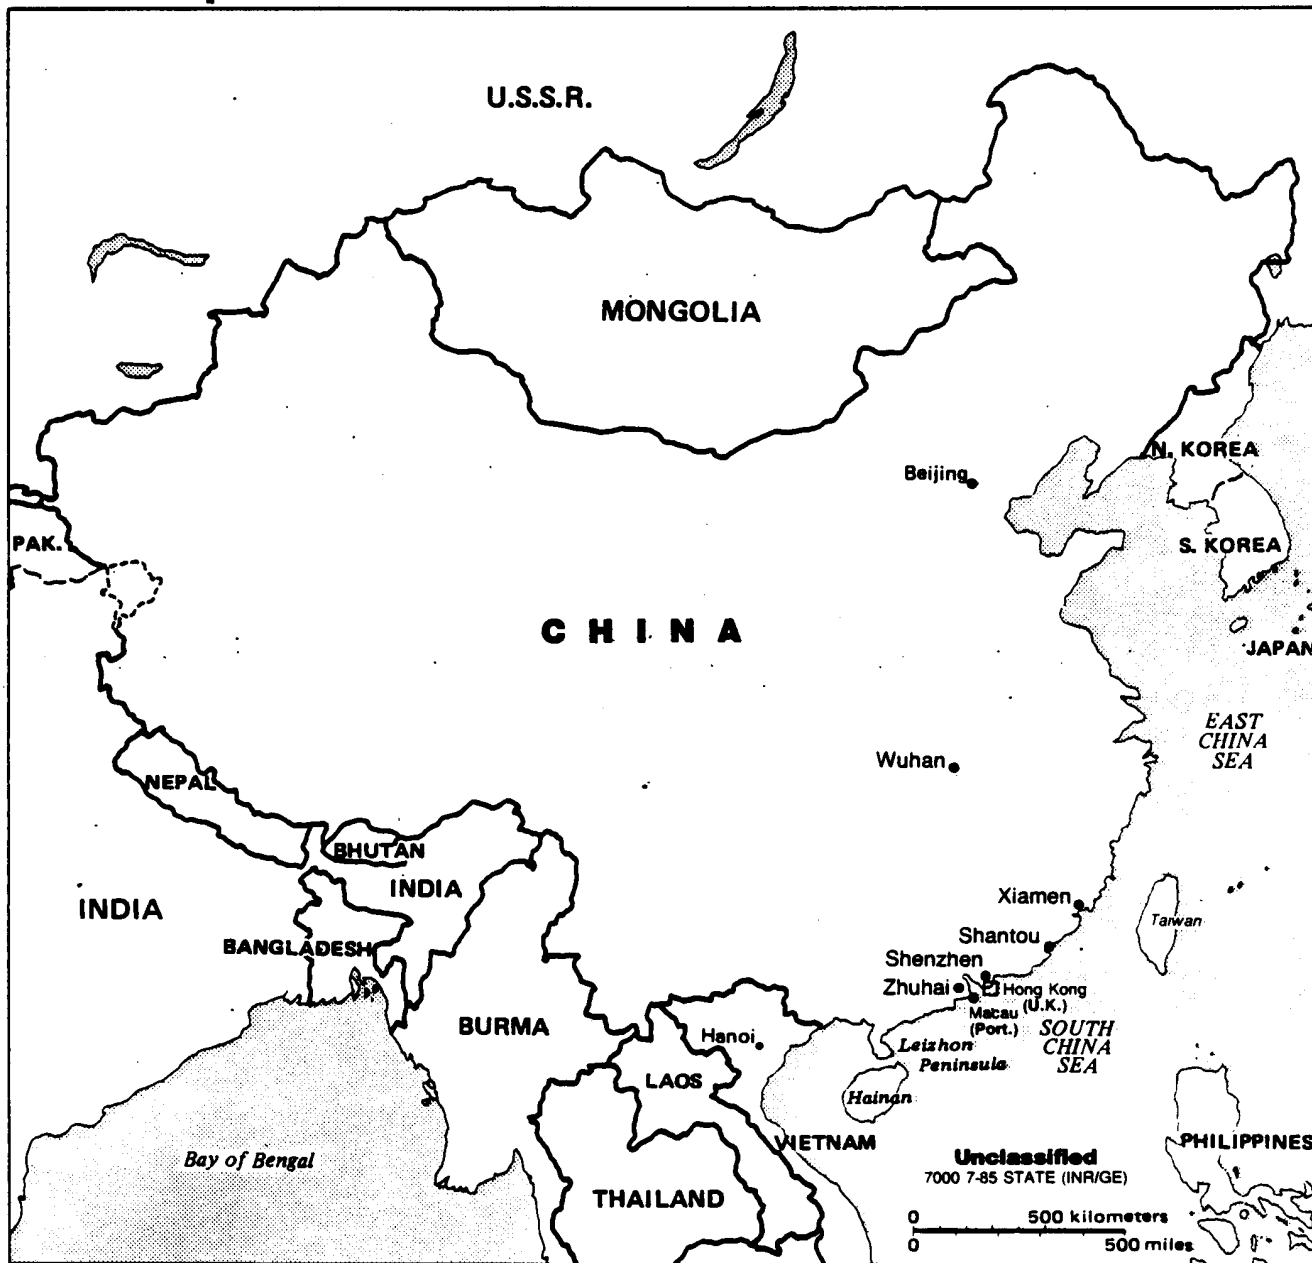 U.S.S.R.
MONGOLIA
N. KOREA
Beijing
PAK.
S. KOREA
CHINA
JAPAN
EAST
CHINA
SEA
Wuhan
NEPAL
BHUTAN
INDIA
INDIA
Xiamen
Taiwan
Shantou
BANGLADESH
Shenzhen
Zhuhai
Hong Kong
(U.K.)
Macau
(Port.)
BURMA
Hanoi
SOUTH
CHINA
SEA
Leizhon
Peninsula
LAOS
Hainan
VIETNAM
PHILIPPINES
Bay of Bengal
Unclassified
7000 7-85 STATE (INR/GE)
THAILAND
0 500 kilometers
0 500 miles